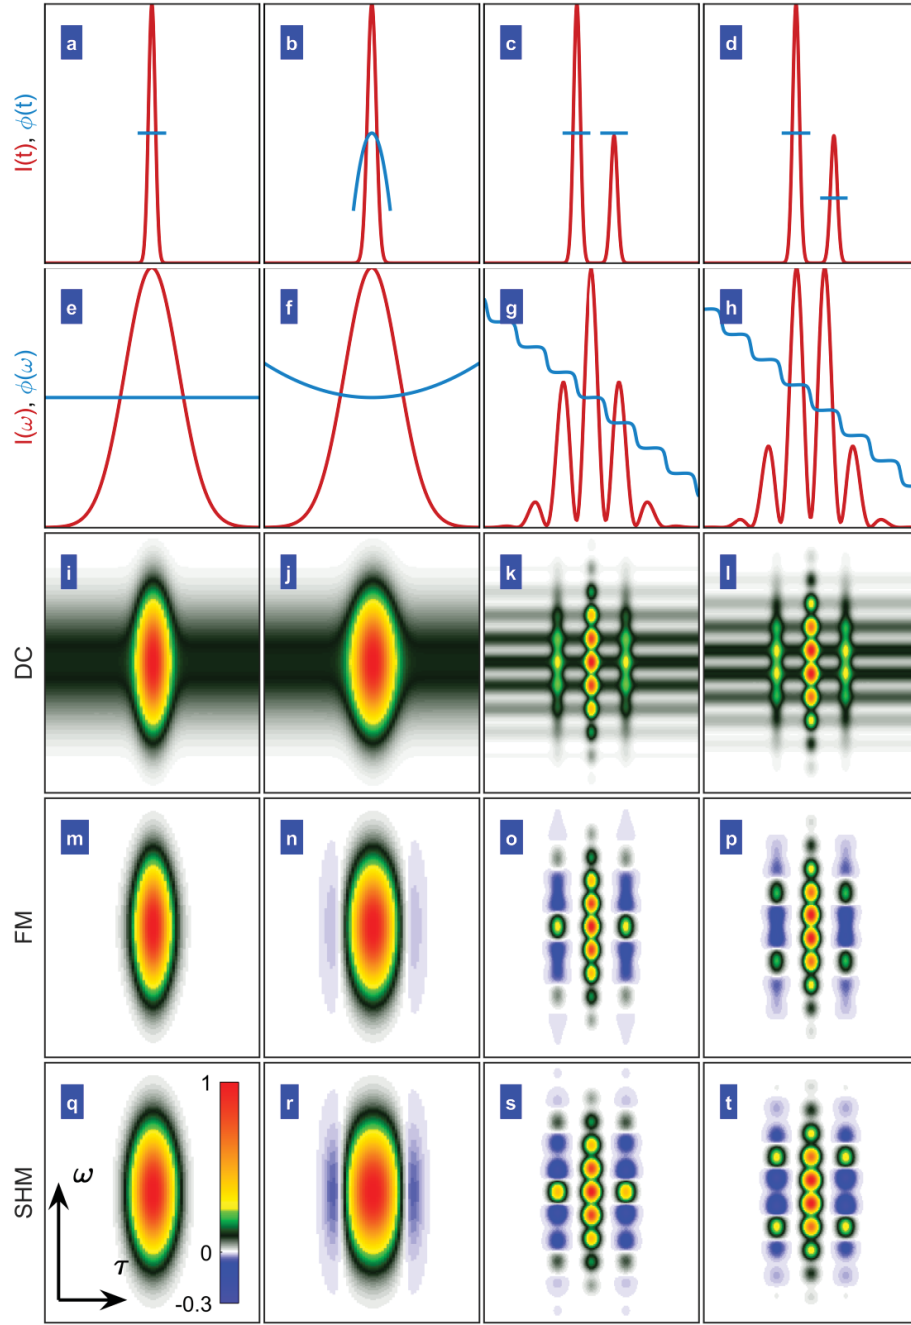 a b c d
I(t), ϕ(t)
e f g h
I(ω), ϕ(ω)
i j k l
DC
m n o p
FM
q r s t
SHM
1
0
-0.3
ω
τ